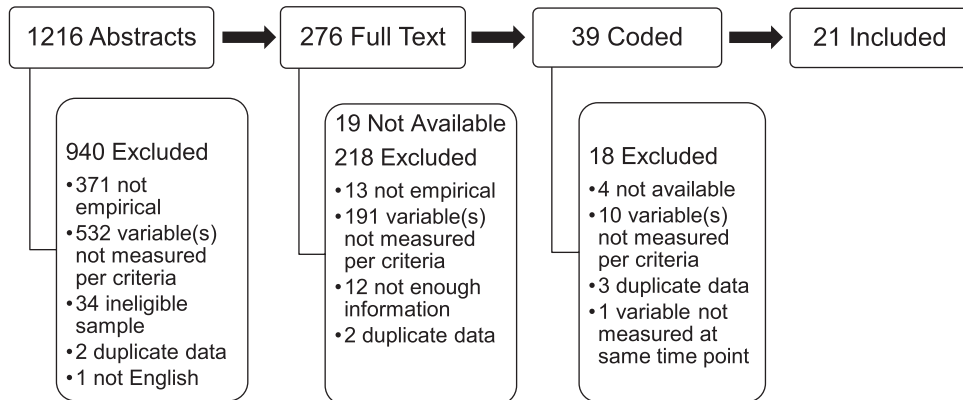 1216 Abstracts
276 Full Text
39 Coded
21 Included
940 Excluded
•371 not
empirical
•532 variable(s)
not measured
per criteria
•34 ineligible
sample
•2 duplicate data
•1 not English
19 Not Available
218 Excluded
•13 not empirical
•191 variable(s)
not measured
per criteria
•12 not enough
information
•2 duplicate data
18 Excluded
•4 not available
•10 variable(s)
not measured
per criteria
•3 duplicate data
•1 variable not
measured at
same time point